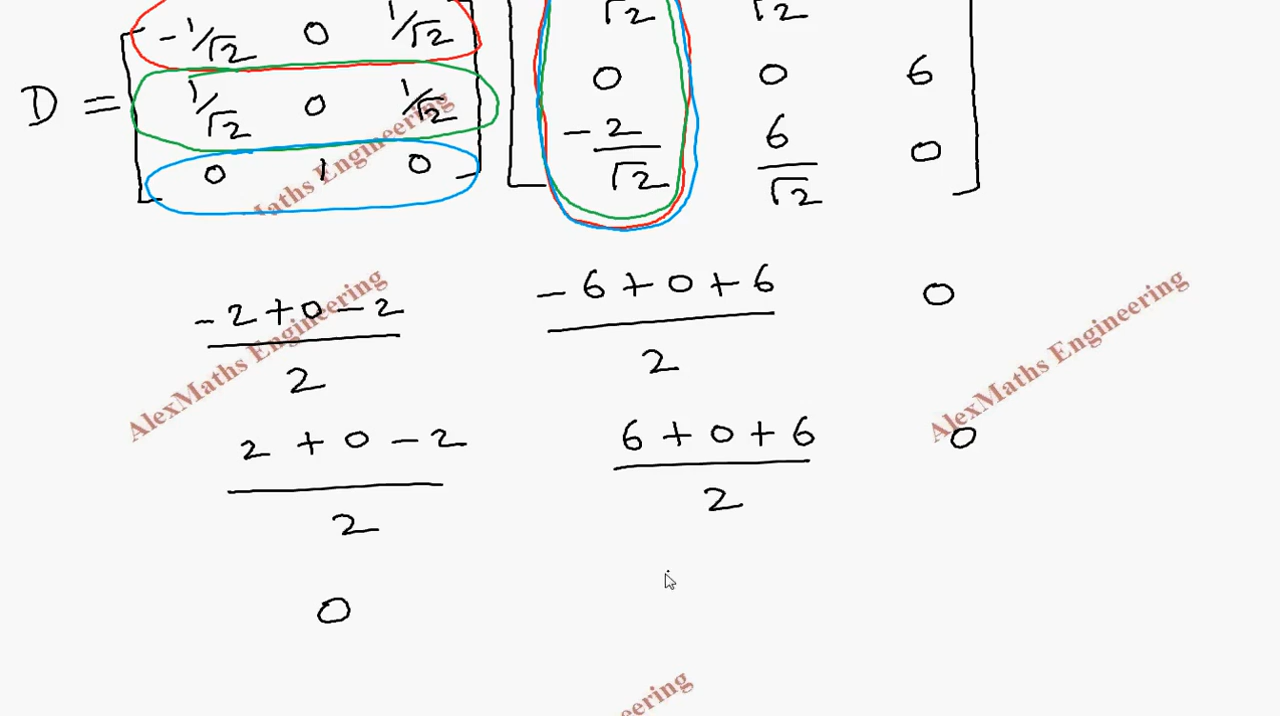 -1/√2 0 1/√2 √2 √2
D = 1/√2 0 1/√2 0 0 6
0 1 0 -2/√2 6/√2 0
AlexMaths Engineering
(-2+0-2)/2 (-6+0+6)/2 0
AlexMaths Engineering
AlexMaths Engineering
(2+0-2)/2 (6+0+6)/2 0
0